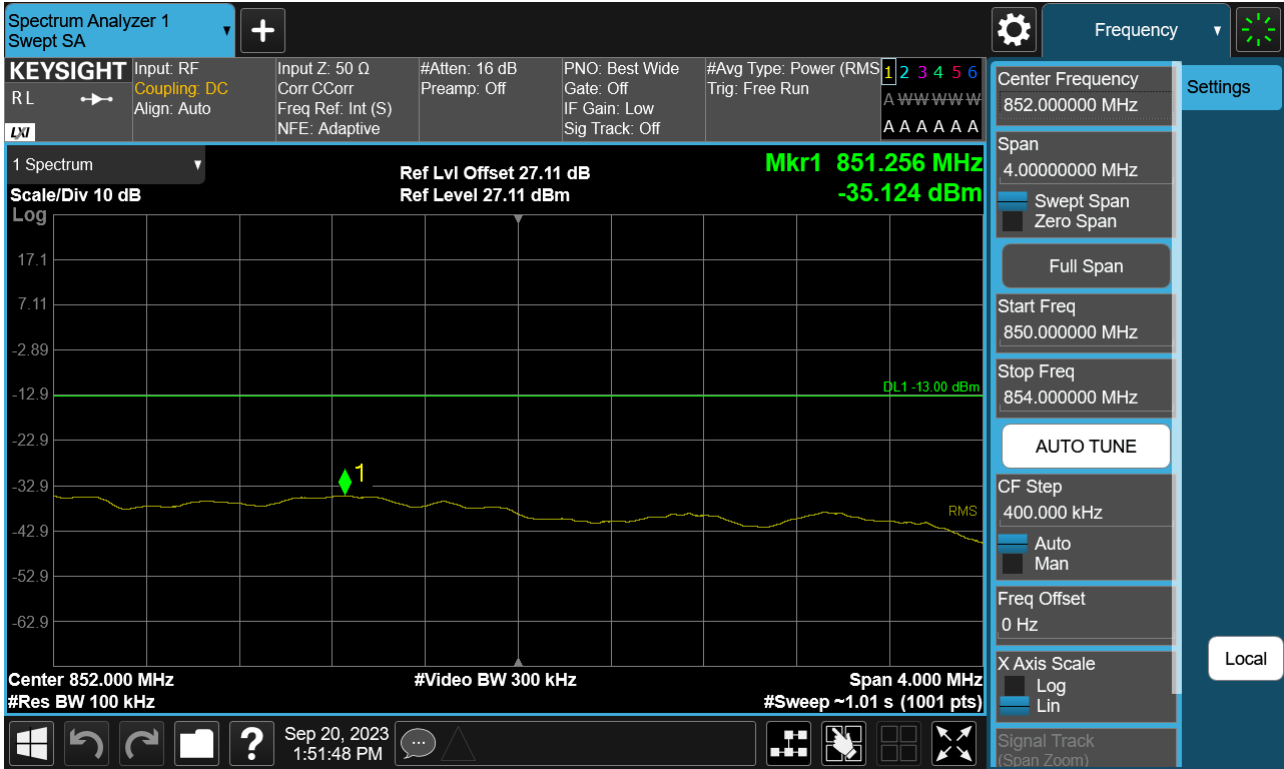 Spectrum Analyzer 1
Swept SA
Frequency
KEYSIGHT
R L
LXI
Input: RF
Coupling: DC
Align: Auto
Input Z: 50 Ω
Corr CCorr
Freq Ref: Int (S)
NFE: Adaptive
#Atten: 16 dB
Preamp: Off
PNO: Best Wide
Gate: Off
IF Gain: Low
Sig Track: Off
#Avg Type: Power (RMS
Trig: Free Run
1 2 3 4 5 6
A W W W W W
A A A A A A
1 Spectrum
Scale/Div 10 dB
Log
Ref Lvl Offset 27.11 dB
Ref Level 27.11 dBm
Mkr1 851.256 MHz
-35.124 dBm
17.1
7.11
-2.89
-12.9
-22.9
-32.9
-42.9
-52.9
-62.9
DL1 -13.00 dBm
1
RMS
Center 852.000 MHz
#Video BW 300 kHz
Span 4.000 MHz
#Res BW 100 kHz
#Sweep ~1.01 s (1001 pts)
Center Frequency
852.000000 MHz
Span
4.00000000 MHz
Swept Span
Zero Span
Full Span
Start Freq
850.000000 MHz
Stop Freq
854.000000 MHz
AUTO TUNE
CF Step
400.000 kHz
Auto
Man
Freq Offset
0 Hz
X Axis Scale
Log
Lin
Signal Track
(Span Zoom)
Settings
Local
?
Sep 20, 2023
1:51:48 PM